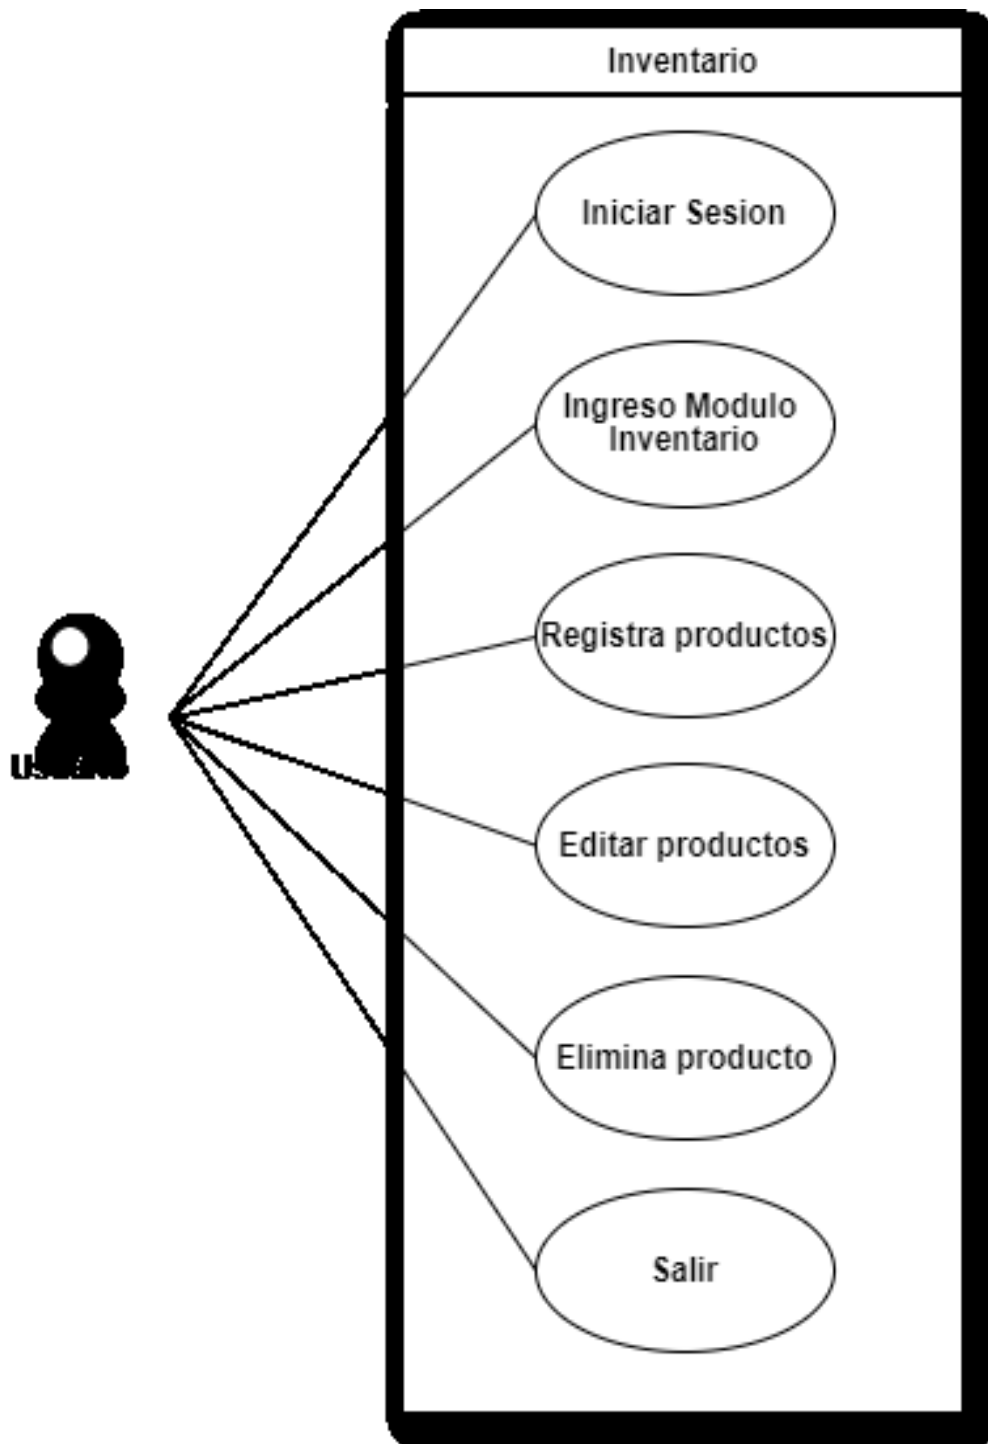 Inventario
Iniciar Sesion
Ingreso Modulo
Inventario
Registra productos
Editar productos
Elimina producto
Salir